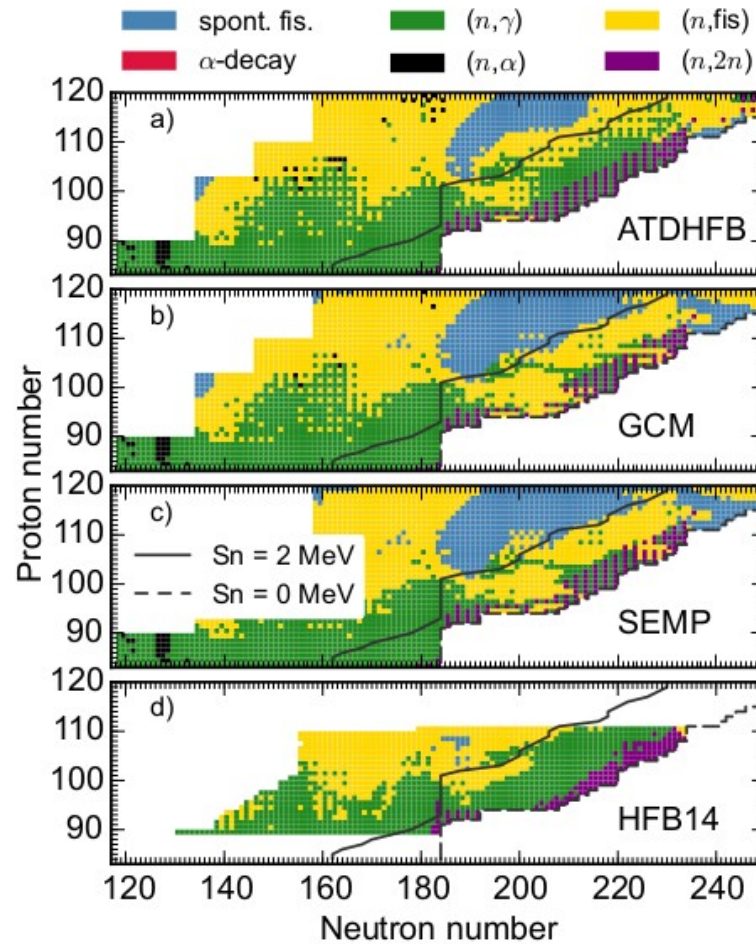 spont. fis. (n,γ) (n,fis)
α-decay (n,α) (n,2n)
120
a)
110
100
90
ATDHFB
120
b)
110
100
90
GCM
120
c)
110
Sn = 2 MeV
100
Sn = 0 MeV
90
SEMP
120
d)
110
100
90
HFB14
Proton number
120 140 160 180 200 220 240
Neutron number